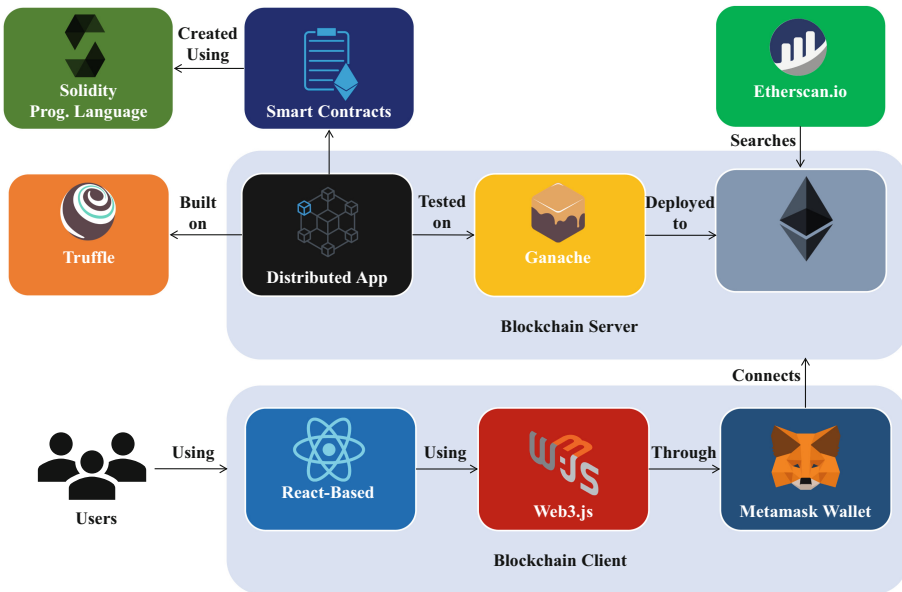 Created
Using
Solidity
Prog. Language
Smart Contracts
Etherscan.io
Searches
Built
on
Tested
on
Deployed
to
Truffle
Distributed App
Ganache
Blockchain Server
Connects
Using
Using
Through
React-Based
Web3.js
Metamask Wallet
Users
Blockchain Client